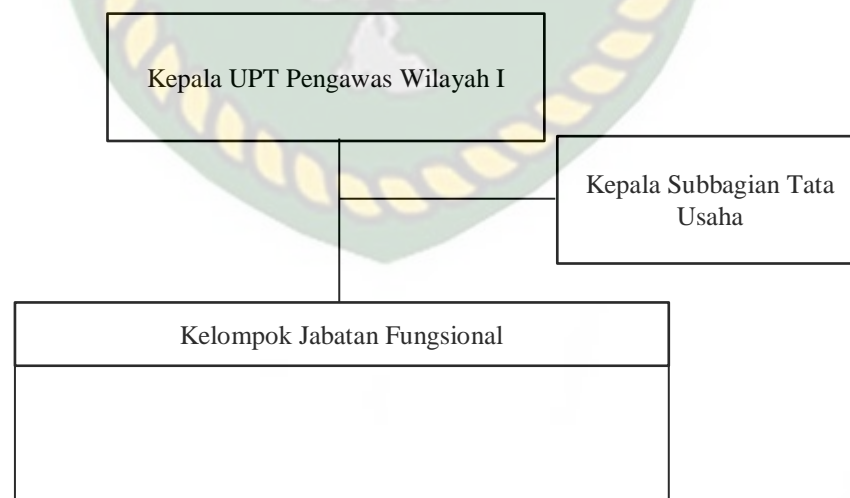 Kepala UPT Pengawas Wilayah I
Kepala Subbagian Tata
Usaha
Kelompok Jabatan Fungsional